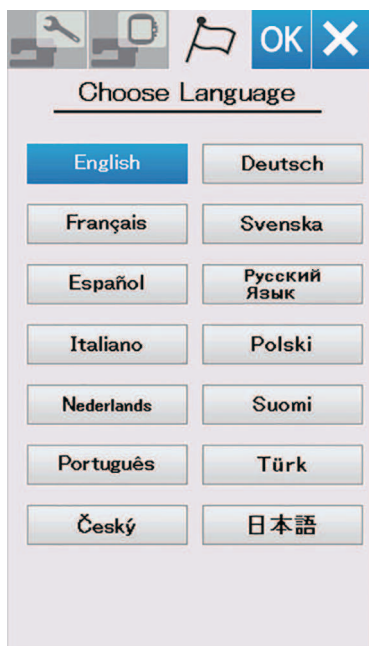 OK
Choose Language
English
Deutsch
Français
Svenska
Español
Русский
Язык
Italiano
Polski
Nederlands
Suomi
Português
Türk
Český
日本語